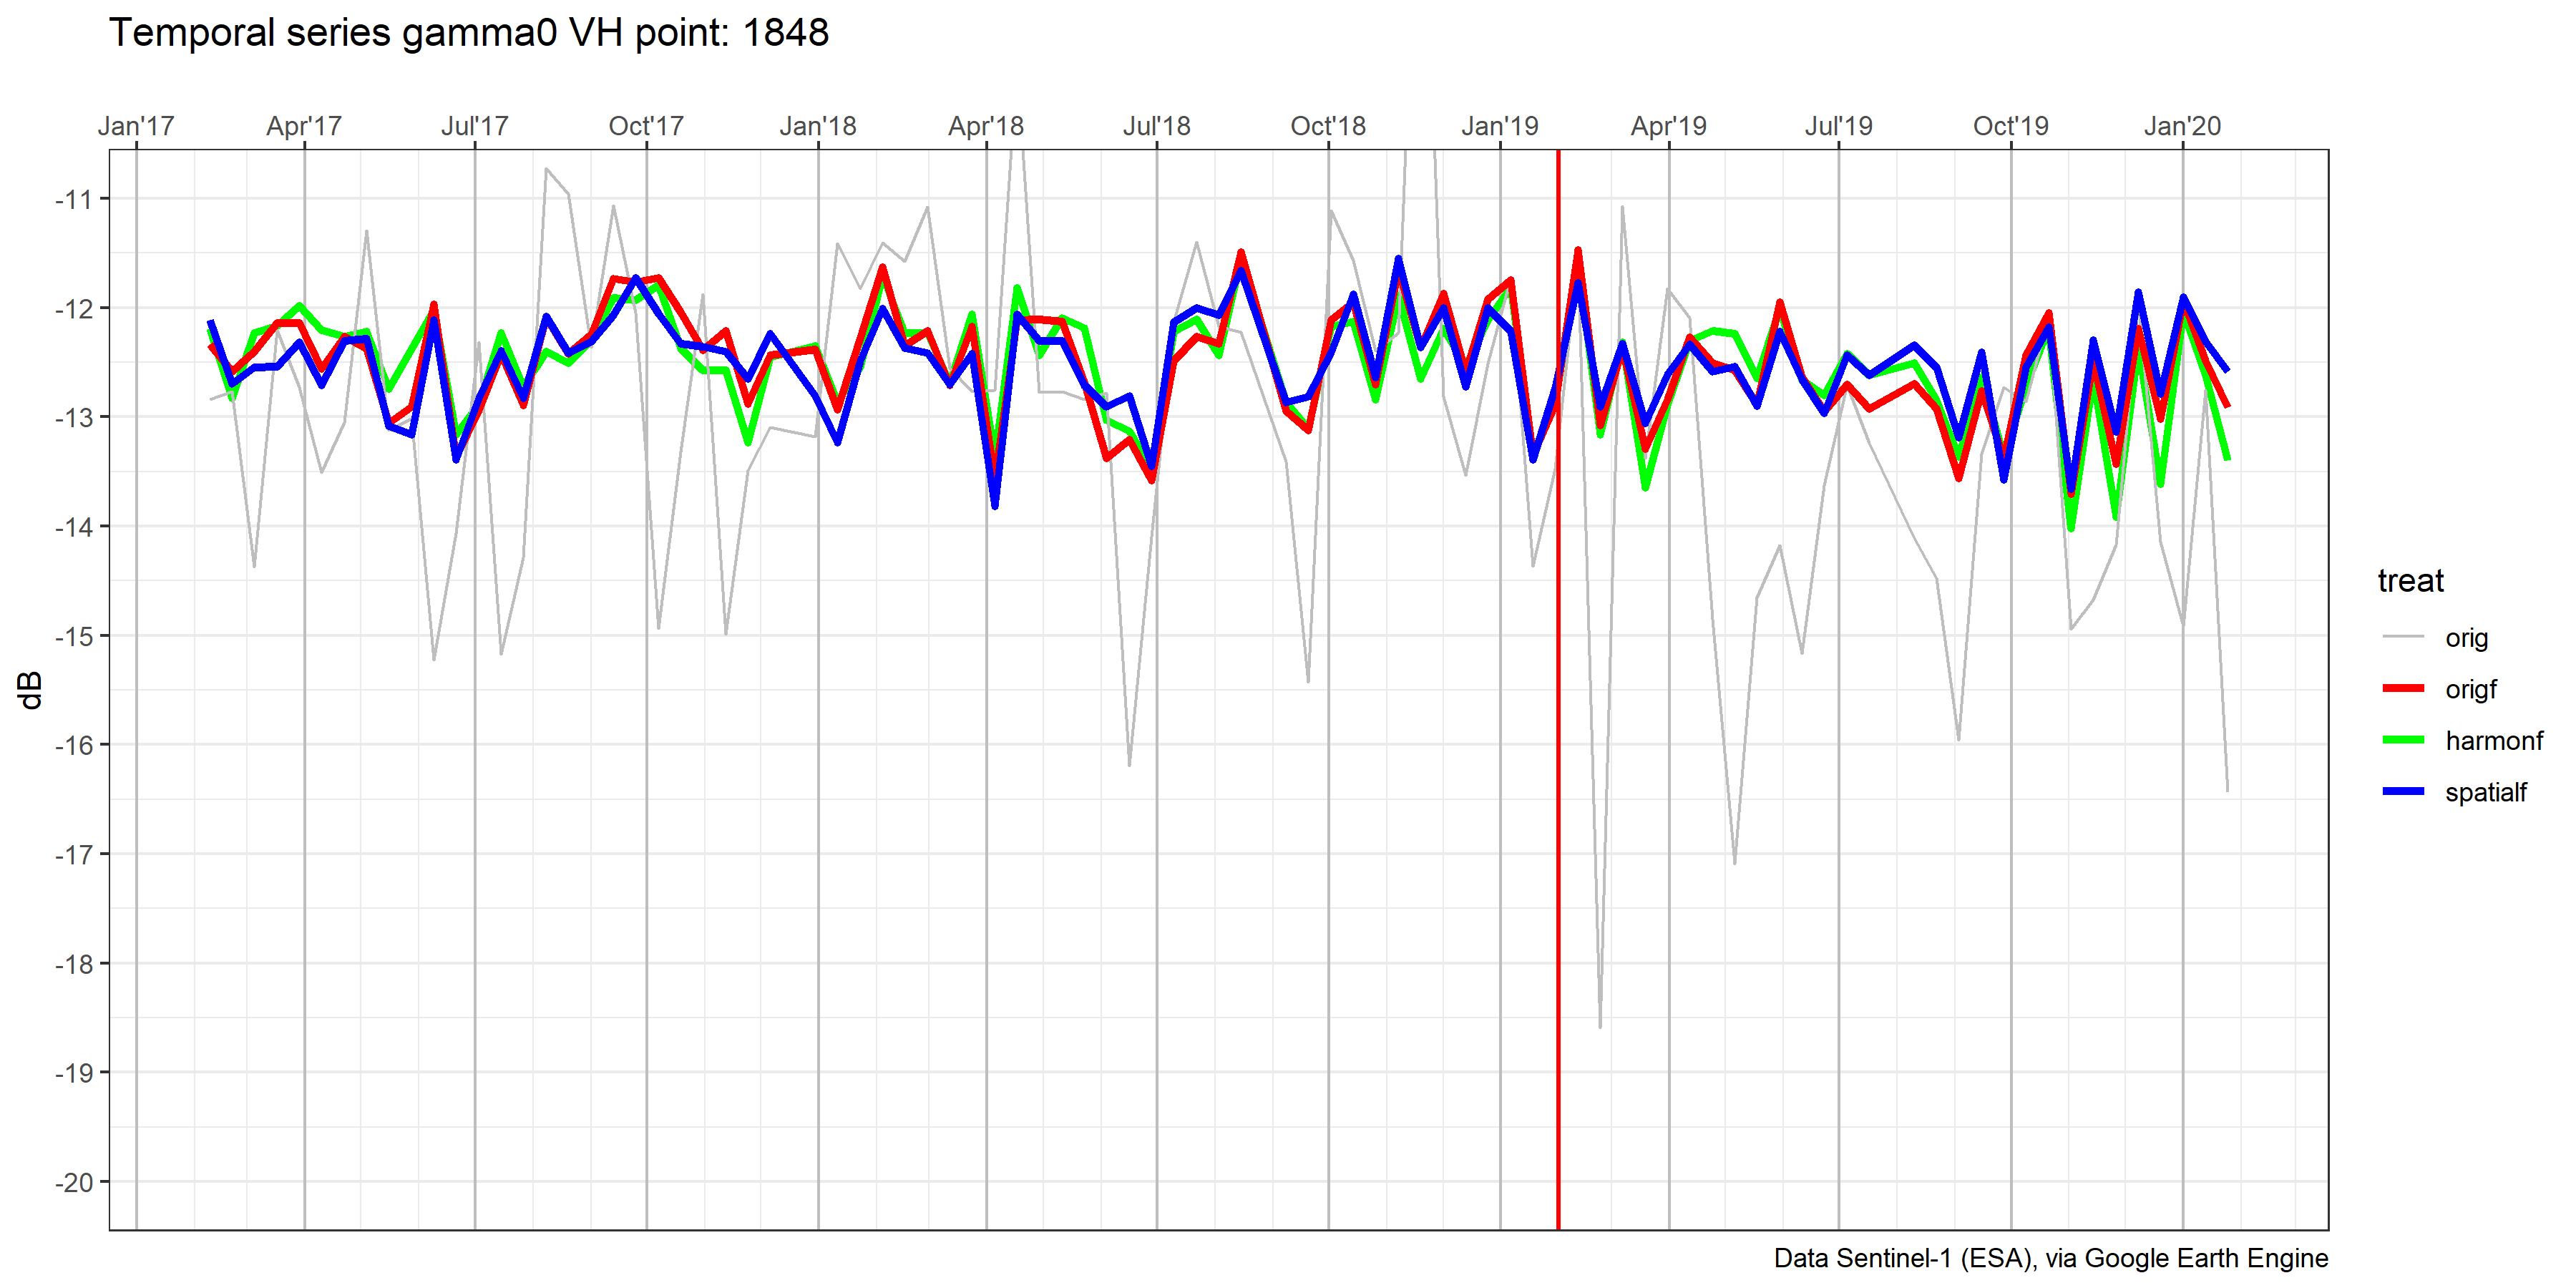 Temporal series gamma0 VH point: 1848
Jan'17 Apr'17 Jul'17 Oct'17 Jan'18 Apr'18 Jul'18 Oct'18 Jan'19 Apr'19 Jul'19 Oct'19 Jan'20
-11
-12
-13
-14
-15
-16
-17
-18
-19
-20
dB
treat
orig
origf
harmonf
spatialf
Data Sentinel-1 (ESA), via Google Earth Engine